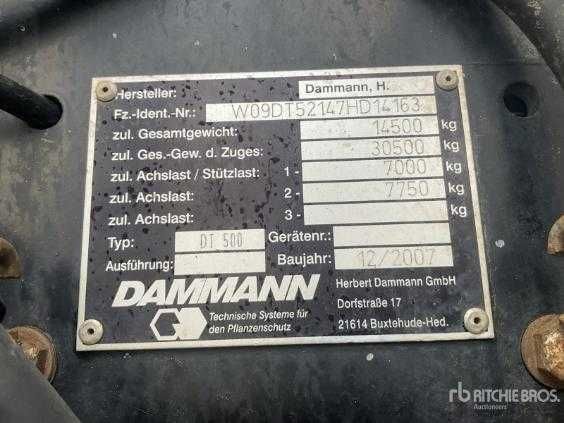 Hersteller: Dammann, H.
Fz.-Ident.-Nr.: W09DT52147HD14163
zul. Gesamtgewicht: 14500 kg
zul. Ges.-Gew. d. Zuges: 30500 kg
zul. Achslast / Stützlast: 1 - 7000 kg
zul. Achslast: 2 - 7750 kg
zul. Achslast: 3 - kg
Typ: DT 500 Gerätenr.:
Ausführung: Baujahr: 12/2007
DAMMANN
Technische Systeme für
den Pflanzenschutz
Herbert Dammann GmbH
Dorfstraße 17
21614 Buxtehude-Hed.
rb RITCHIE BROS.
Auctioneers